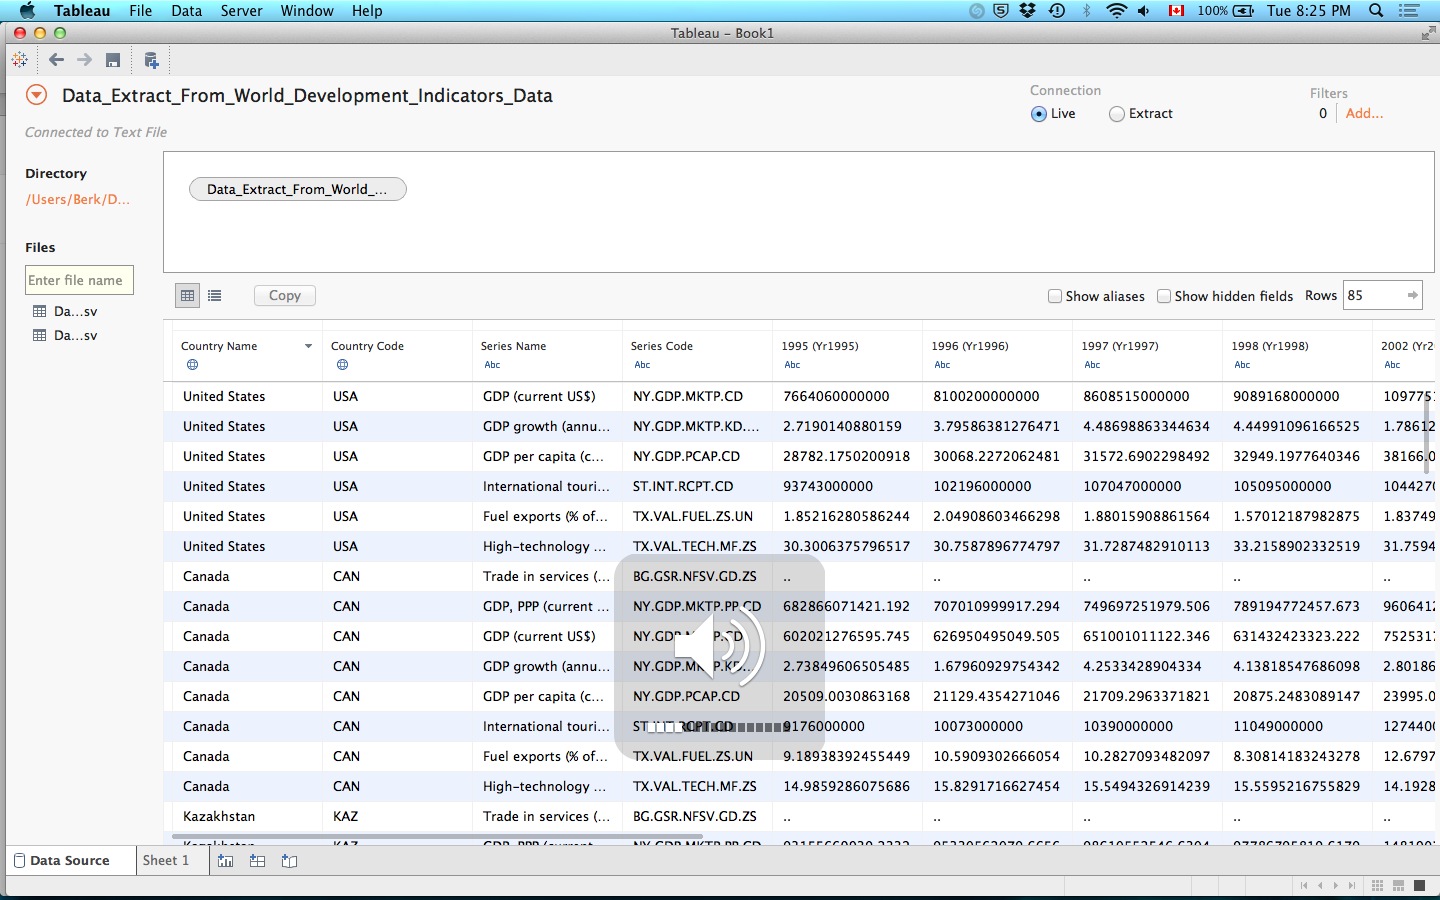 Tableau File Data Server Window Help 100% Tue 8:25 PM
Tableau - Book1
Data_Extract_From_World_Development_Indicators_Data
Connection
Filters
Live Extract
0 Add...
Connected to Text File
Directory
/Users/Berk/D...
Data_Extract_From_World_...
Files
Enter file name
Da...sv
Da...sv
Copy
Show aliases Show hidden fields Rows 85
Country Name Country Code Series Name Series Code 1995 (Yr1995) 1996 (Yr1996) 1997 (Yr1997) 1998 (Yr1998) 2002 (Yr2
Abc Abc Abc Abc Abc Abc Abc
United States USA GDP (current US$) NY.GDP.MKTP.CD 7664060000000 8100200000000 8608515000000 9089168000000 1097751
United States USA GDP growth (annu... NY.GDP.MKTP.KD.... 2.7190140880159 3.79586381276471 4.48698863344634 4.44991096166525 1.78612
United States USA GDP per capita (c... NY.GDP.PCAP.CD 28782.1750200918 30068.2272062481 31572.6902298492 32949.1977640346 38166.0
United States USA International touri... ST.INT.RCPT.CD 93743000000 102196000000 107047000000 105095000000 1044270
United States USA Fuel exports (% of... TX.VAL.FUEL.ZS.UN 1.85216280586244 2.04908603466298 1.88015908861564 1.57012187982875 1.83749
United States USA High-technology ... TX.VAL.TECH.MF.ZS 30.3006375796517 30.7587896774797 31.7287482910113 33.2158902332519 31.7594
Canada CAN Trade in services (... BG.GSR.NFSV.GD.ZS .. .. .. .. ..
Canada CAN GDP, PPP (current ... NY.GDP.MKTP.PP.CD 682866071421.192 707010999917.294 749697251979.506 789194772457.673 9606412
Canada CAN GDP (current US$) NY.GDP.MKTP.CD 602021276595.745 626950495049.505 651001011122.346 631432423323.222 7525317
Canada CAN GDP growth (annu... NY.GDP.MKTP.KD... 2.73849606505485 1.67960929754342 4.2533428904334 4.13818547686098 2.80186
Canada CAN GDP per capita (c... NY.GDP.PCAP.CD 20509.0030863168 21129.4354271046 21709.2963371821 20875.2483089147 23995.0
Canada CAN International touri... ST.INT.RCPT.CD 9176000000 10073000000 10390000000 11049000000 1274400
Canada CAN Fuel exports (% of... TX.VAL.FUEL.ZS.UN 9.18938392455449 10.5909302666054 10.2827093482097 8.30814183243278 12.6797
Canada CAN High-technology ... TX.VAL.TECH.MF.ZS 14.9859286075686 15.8291716627454 15.5494326914239 15.5595216755829 14.1928
Kazakhstan KAZ Trade in services (... BG.GSR.NFSV.GD.ZS .. .. .. .. ..
Data Source Sheet 1